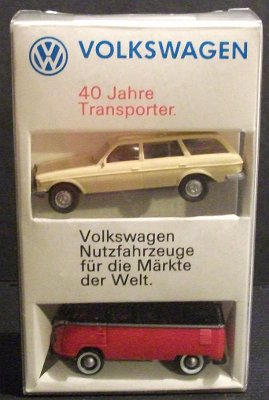 VOLKSWAGEN
40 Jahre
Transporter.
Volkswagen
Nutzfahrzeuge
für die Märkte
der Welt.